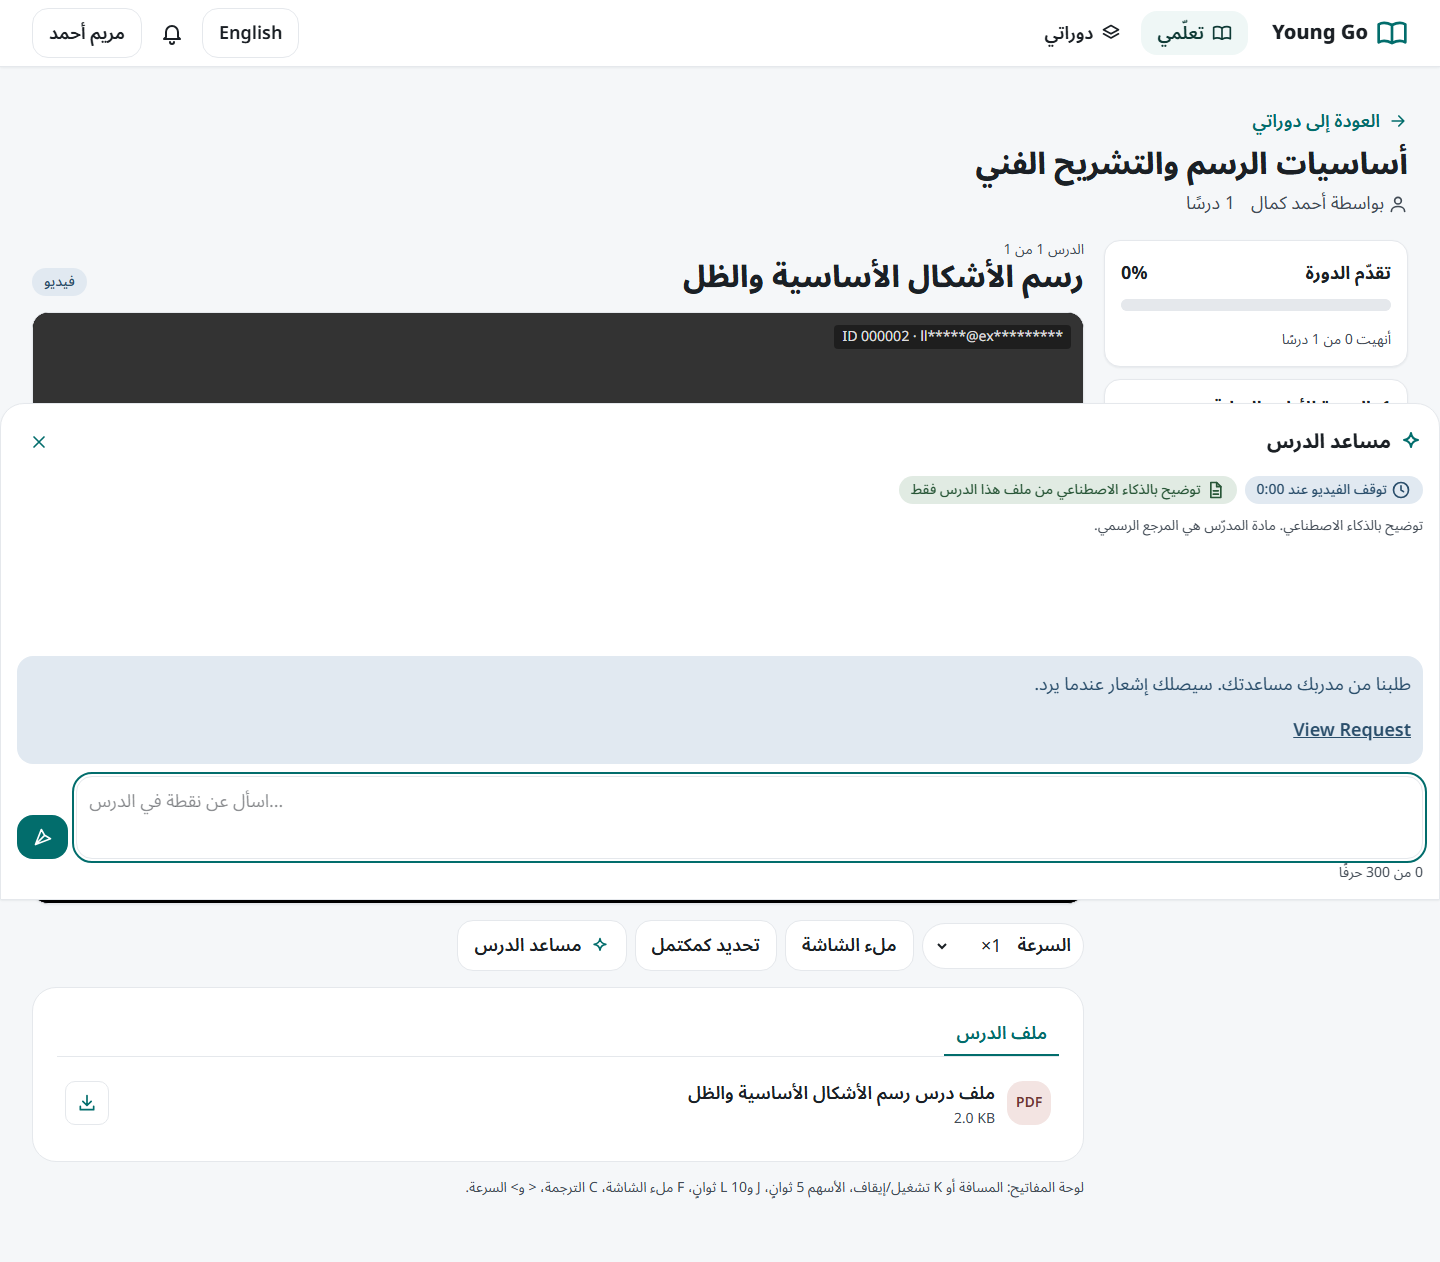 Young Go
تعلّمي
دوراتي
English
مريم أحمد
العودة إلى دوراتي
أساسيات الرسم والتشريح الفني
بواسطة أحمد كمال
1 درسًا
تقدّم الدورة
0%
أنهيت 0 من 1 درسًا
الدرس 1 من 1
رسم الأشكال الأساسية والظل
فيديو
ID 000002 · ll*****@ex*********
مساعد الدرس
توقف الفيديو عند 0:00
توضيح بالذكاء الاصطناعي من ملف هذا الدرس فقط
توضيح بالذكاء الاصطناعي. مادة المدرّس هي المرجع الرسمي.
طلبنا من مدربك مساعدتك. سيصلك إشعار عندما يرد.
View Request
اسأل عن نقطة في الدرس...
0 من 300 حرفًا
السرعة
1×
ملء الشاشة
تحديد كمكتمل
مساعد الدرس
ملف الدرس
PDF
ملف درس رسم الأشكال الأساسية والظل
2.0 KB
لوحة المفاتيح: المسافة أو K تشغيل/إيقاف، الأسهم 5 ثوانٍ، J وL 10 ثوانٍ، F ملء الشاشة، C الترجمة، < و> السرعة.